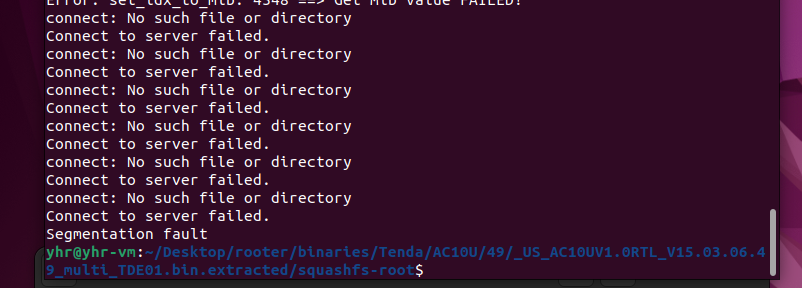 Error: set_idx_to_mib: 4348 ==> Get MIB value FAILED!
connect: No such file or directory
Connect to server failed.
connect: No such file or directory
Connect to server failed.
connect: No such file or directory
Connect to server failed.
connect: No such file or directory
Connect to server failed.
connect: No such file or directory
Connect to server failed.
connect: No such file or directory
Connect to server failed.
Segmentation fault
yhr@yhr-vm:~/Desktop/rooter/binaries/Tenda/AC10U/49/_US_AC10UV1.0RTL_V15.03.06.4
9_multi_TDE01.bin.extracted/squashfs-root$